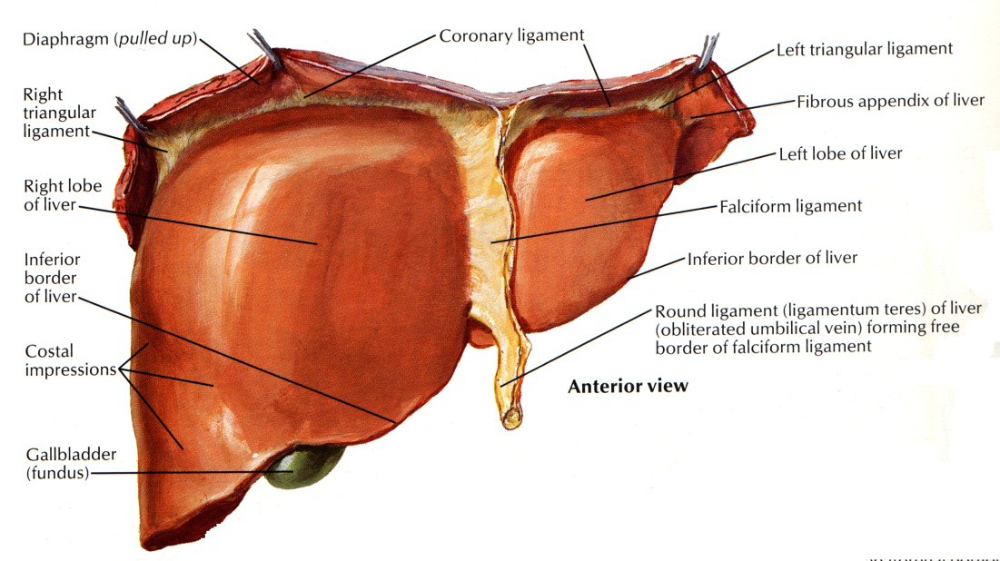 Diaphragm (pulled up)
Coronary ligament
Left triangular ligament
Right
triangular
ligament
Fibrous appendix of liver
Left lobe of liver
Right lobe
of liver
Falciform ligament
Inferior
border
of liver
Inferior border of liver
Round ligament (ligamentum teres) of liver
(obliterated umbilical vein) forming free
border of falciform ligament
Costal
impressions
Anterior view
Gallbladder
(fundus)